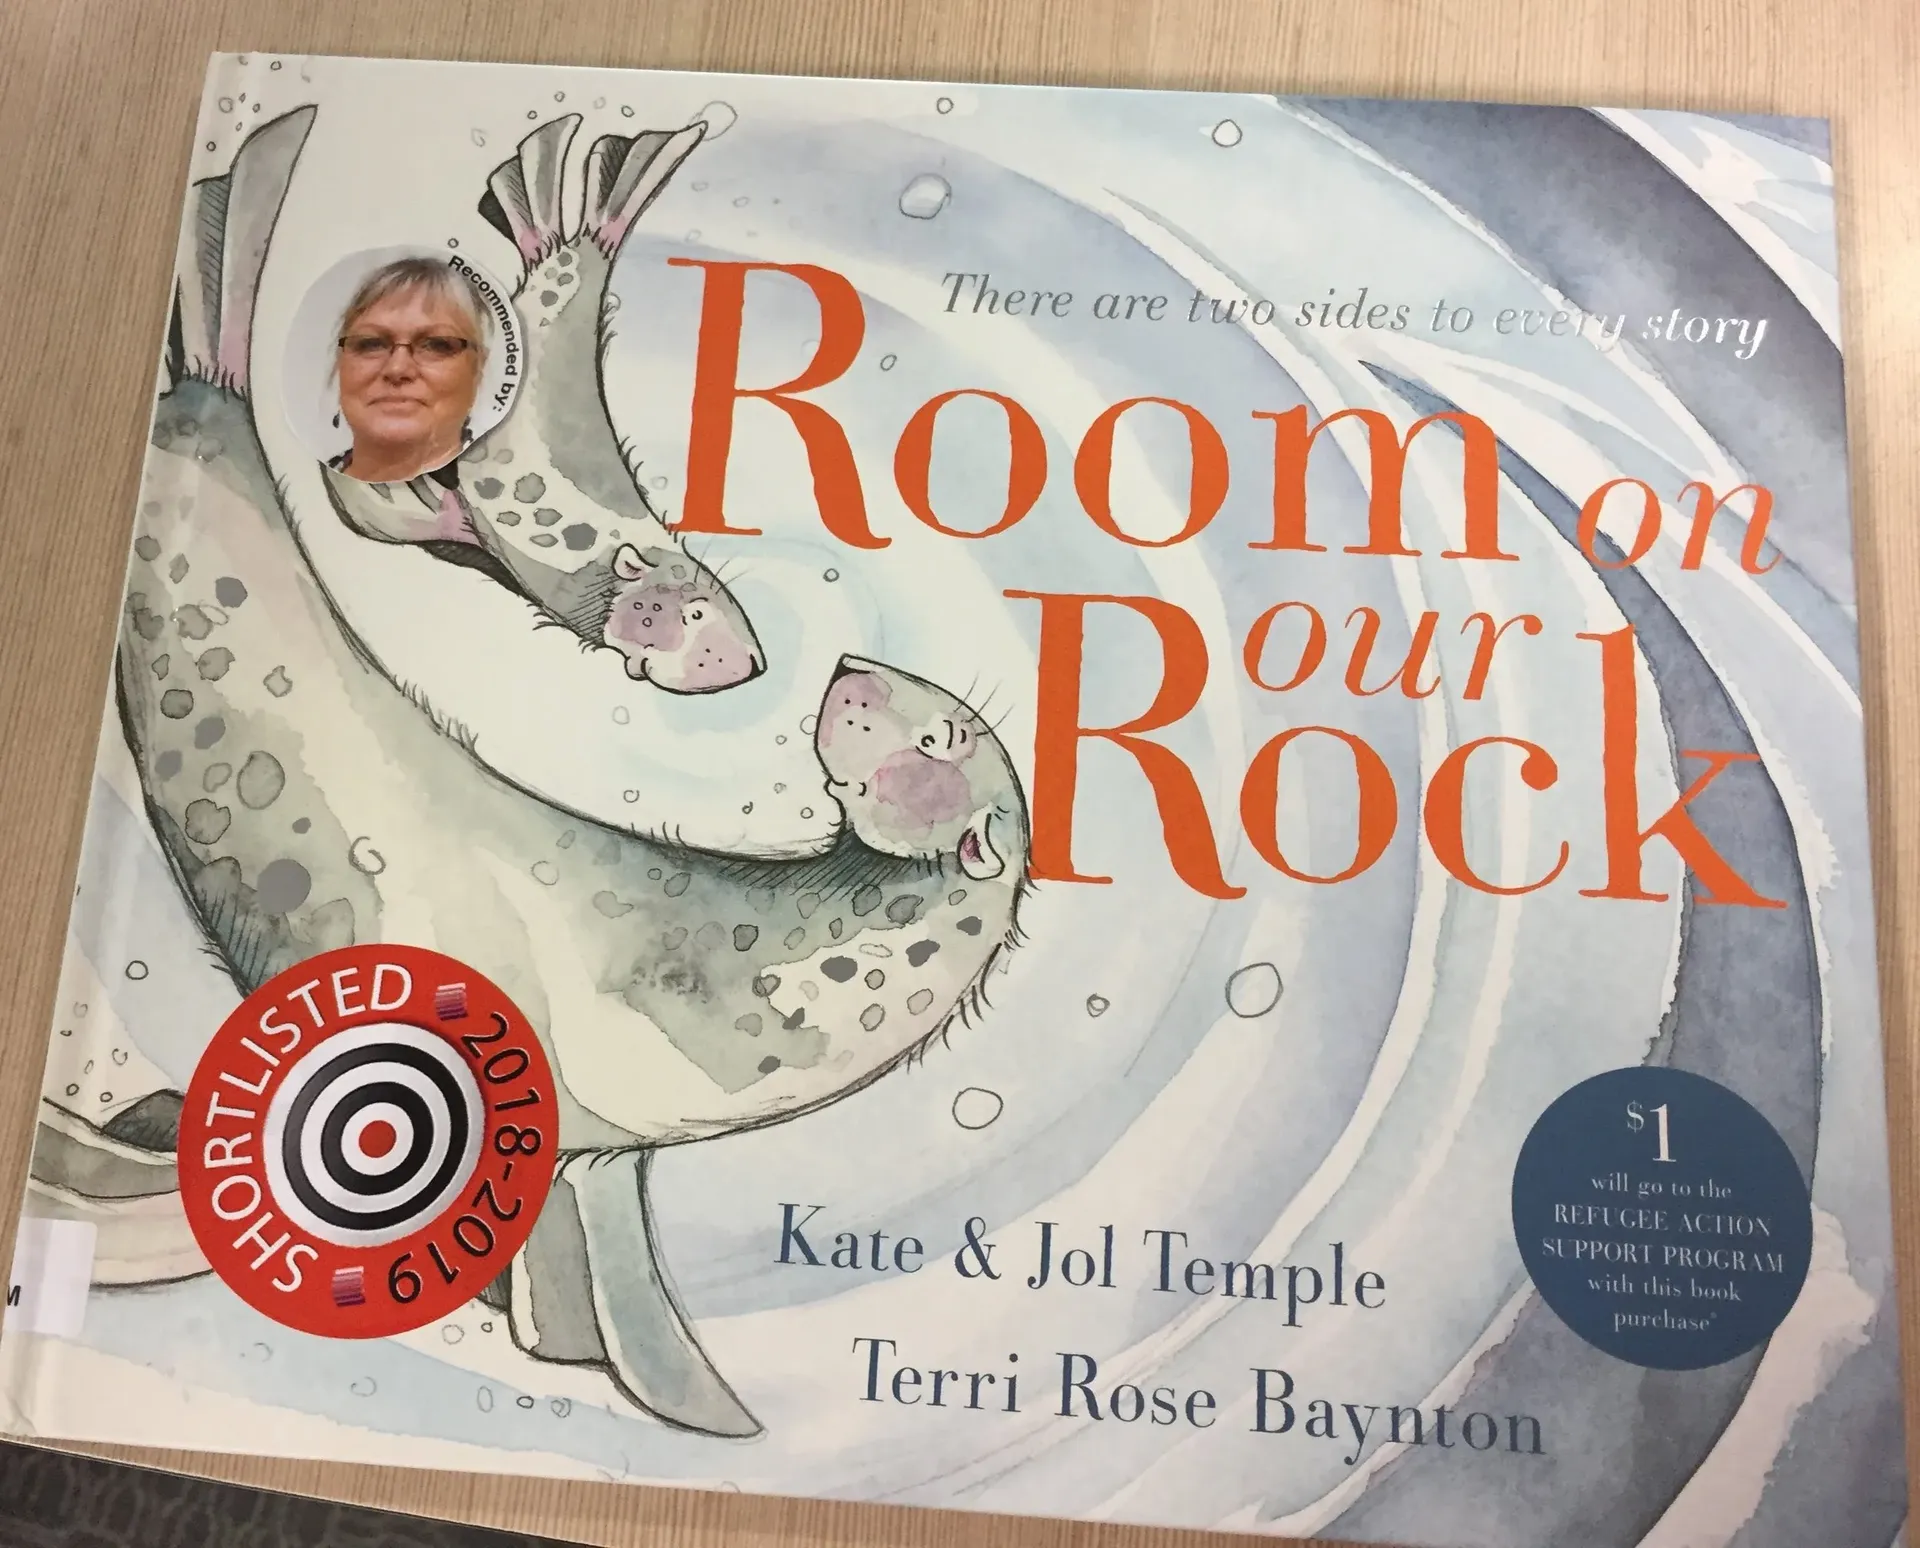 Recommended by:
There are two sides to every story
Room on
our
Rock
SHORTLISTED 2018-2019
$1
will go to the
REFUGEE ACTION
SUPPORT PROGRAM
with this book
purchase*
Kate & Jol Temple
Terri Rose Baynton
M